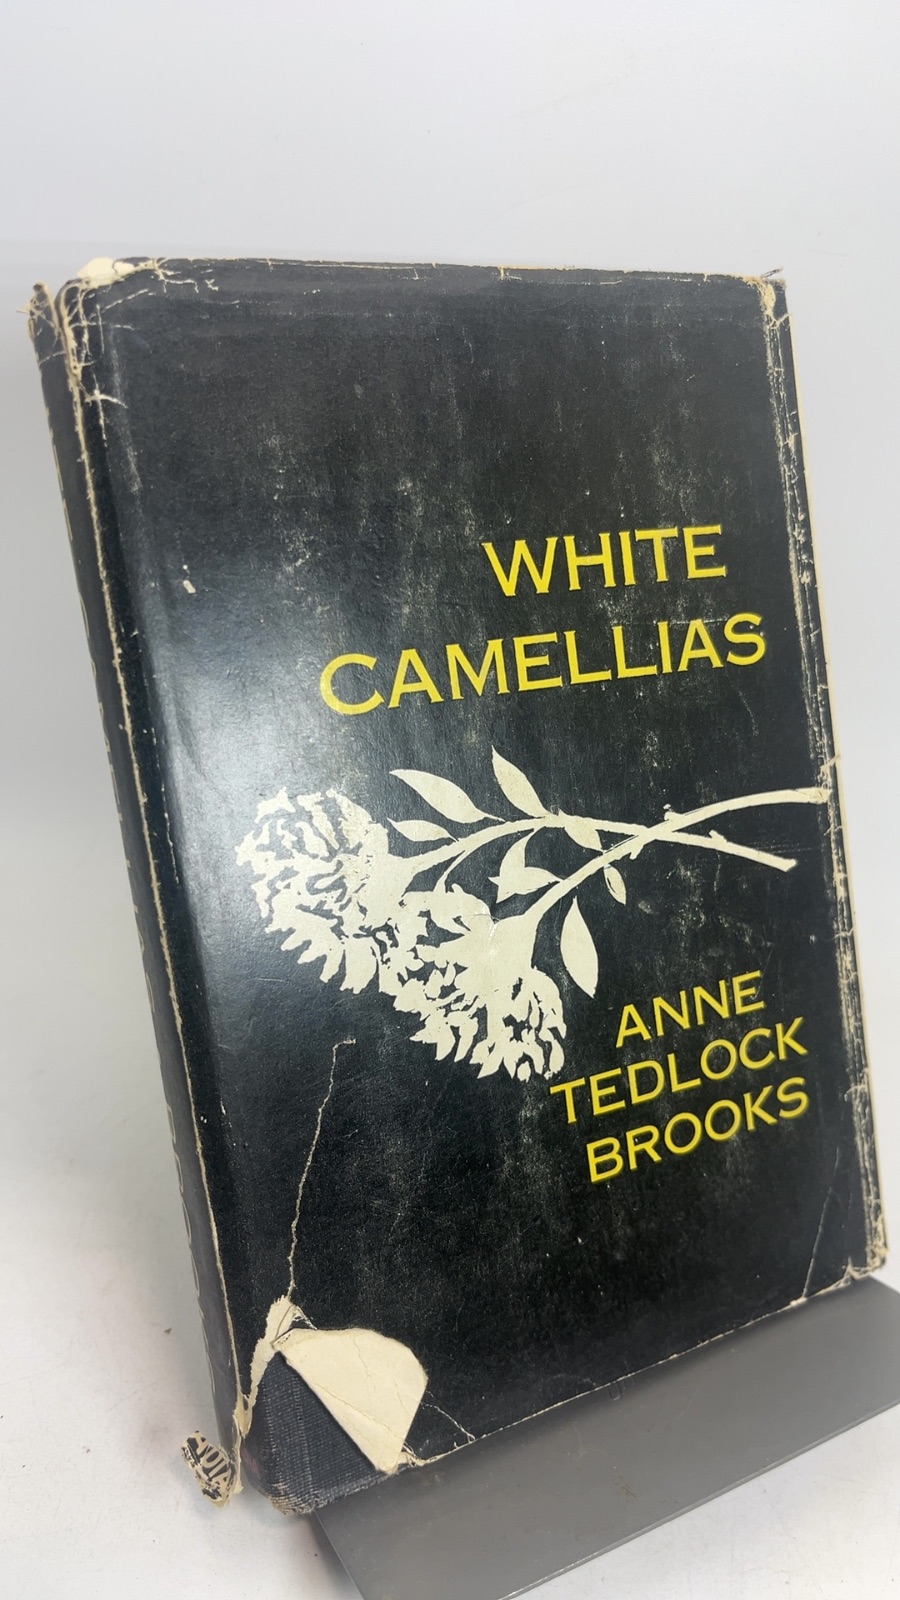 WHITE
CAMELLIAS
ANNE
TEDLOCK
BROOKS